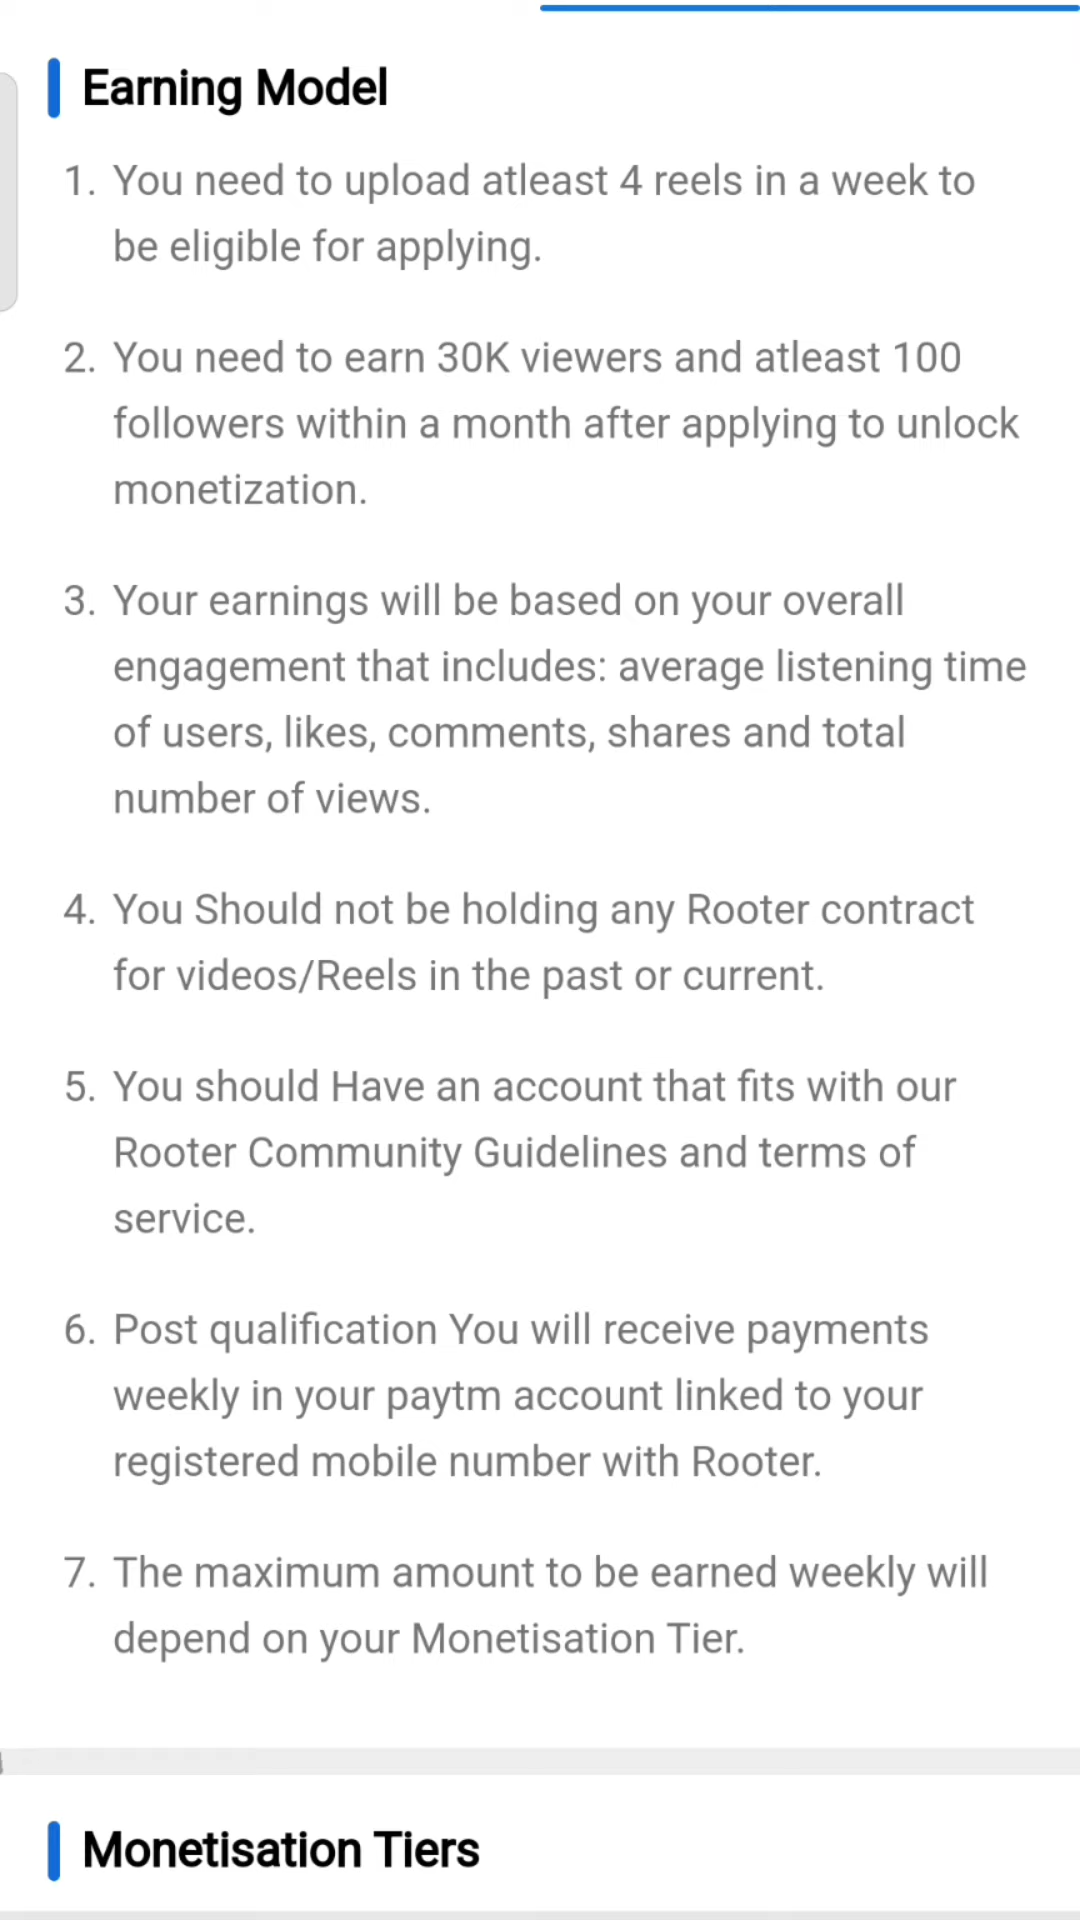 Earning Model
1. You need to upload atleast 4 reels in a week to
be eligible for applying.
2. You need to earn 30K viewers and atleast 100
followers within a month after applying to unlock
monetization.
3. Your earnings will be based on your overall
engagement that includes: average listening time
of users, likes, comments, shares and total
number of views.
4. You Should not be holding any Rooter contract
for videos/Reels in the past or current.
5. You should Have an account that fits with our
Rooter Community Guidelines and terms of
service.
6. Post qualification You will receive payments
weekly in your paytm account linked to your
registered mobile number with Rooter.
7. The maximum amount to be earned weekly will
depend on your Monetisation Tier.
Monetisation Tiers